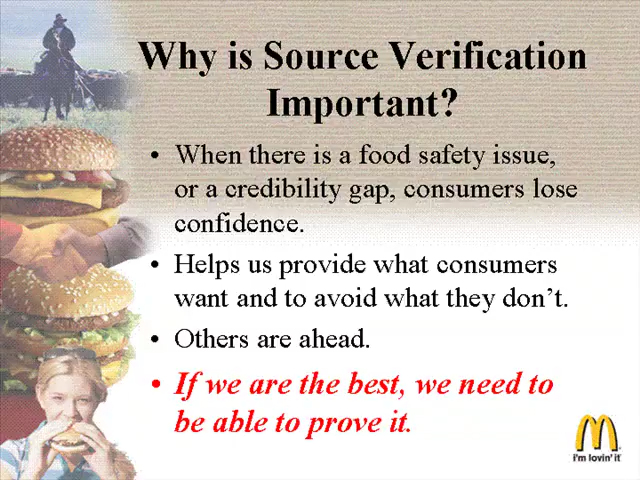 Why is Source Verification
Important?
• When there is a food safety issue,
or a credibility gap, consumers lose
confidence.
• Helps us provide what consumers
want and to avoid what they don't.
• Others are ahead.
• If we are the best, we need to
be able to prove it.
i'm lovin' it